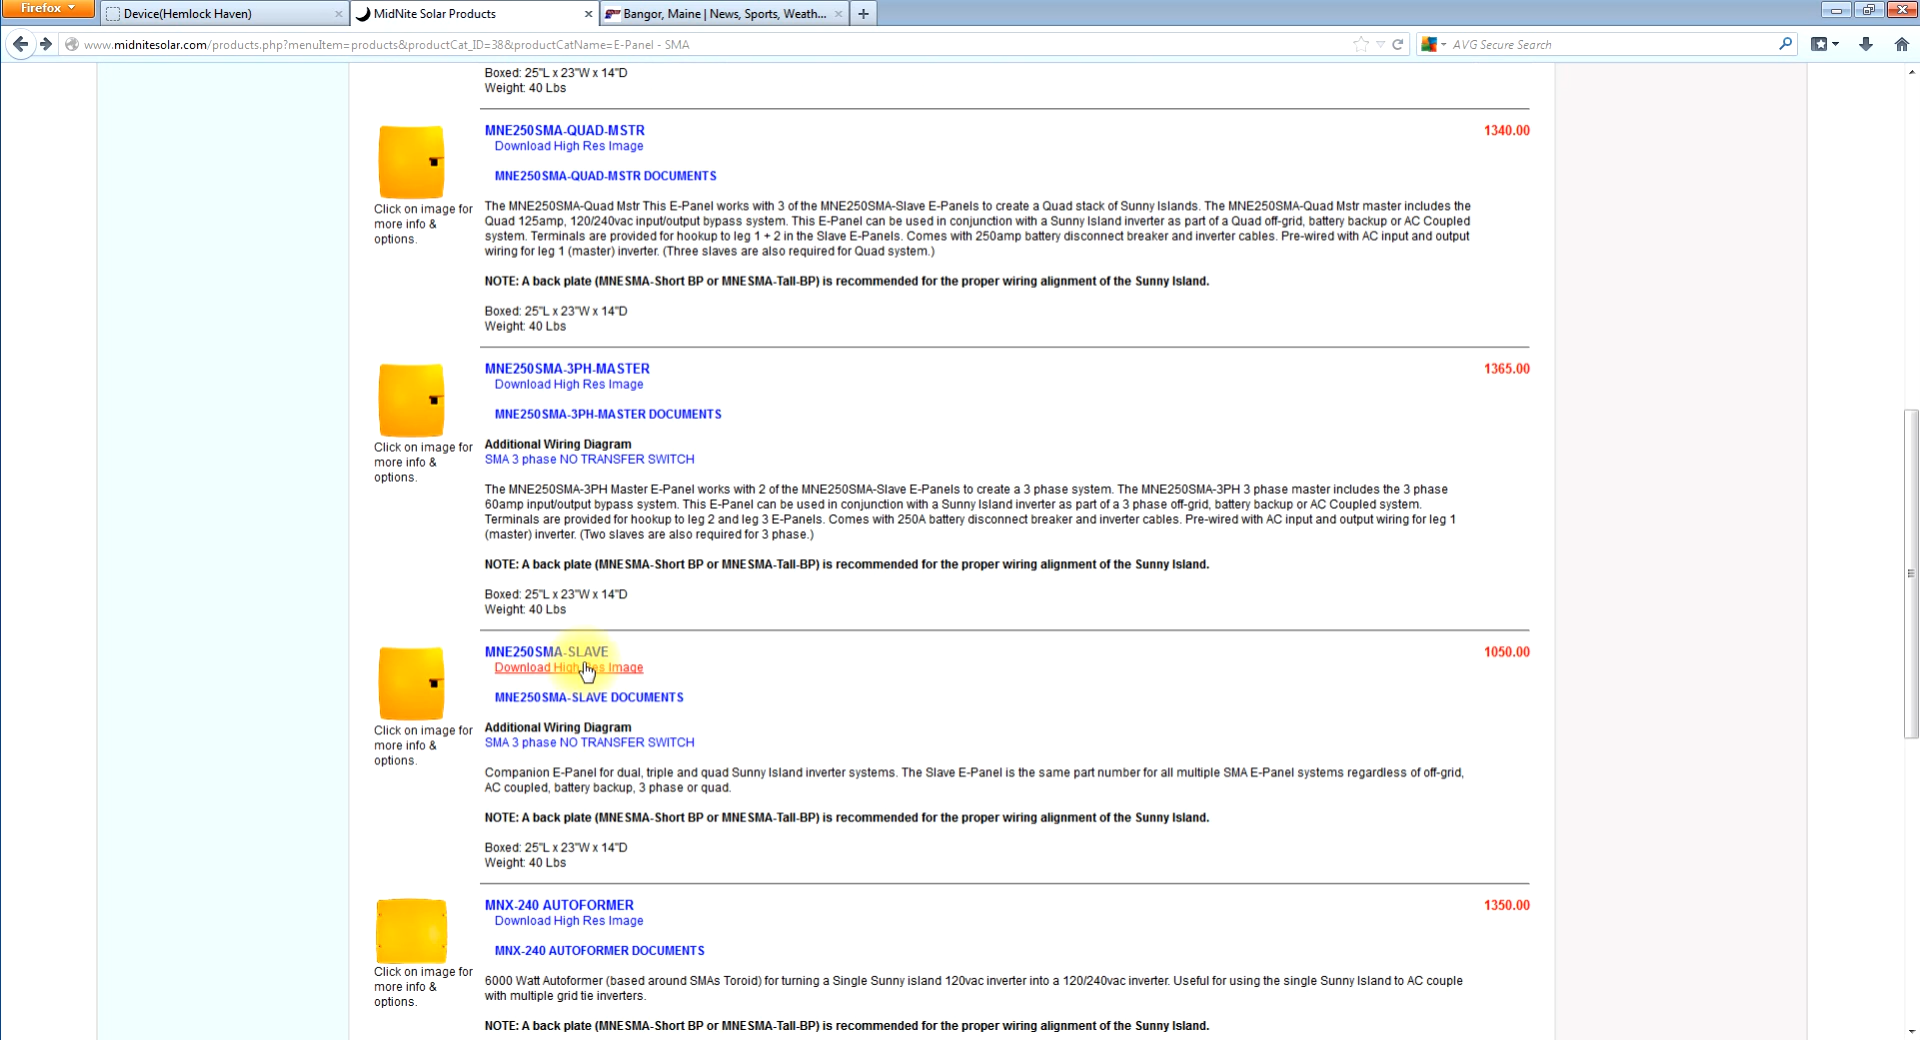 Firefox
Device(Hemlock Haven)
MidNite Solar Products
Bangor, Maine | News, Sports, Weath...
www.midnitesolar.com/products.php?menuItem=products&productCat_ID=38&productCatName=E-Panel - SMA
AVG Secure Search
Boxed: 25"L x 23"W x 14"D
Weight: 40 Lbs
MNE250SMA-QUAD-MSTR
1340.00
Download High Res Image
MNE250SMA-QUAD-MSTR DOCUMENTS
Click on image for
more info &
options.
The MNE250SMA-Quad Mstr This E-Panel works with 3 of the MNE250SMA-Slave E-Panels to create a Quad stack of Sunny Islands. The MNE250SMA-Quad Mstr master includes the
Quad 125amp, 120/240vac input/output bypass system. This E-Panel can be used in conjunction with a Sunny Island inverter as part of a Quad off-grid, battery backup or AC Coupled
system. Terminals are provided for hookup to leg 1 + 2 in the Slave E-Panels. Comes with 250amp battery disconnect breaker and inverter cables. Pre-wired with AC input and output
wiring for leg 1 (master) inverter. (Three slaves are also required for Quad system.)
NOTE: A back plate (MNESMA-Short BP or MNESMA-Tall-BP) is recommended for the proper wiring alignment of the Sunny Island.
Boxed: 25"L x 23"W x 14"D
Weight: 40 Lbs
MNE250SMA-3PH-MASTER
1365.00
Download High Res Image
MNE250SMA-3PH-MASTER DOCUMENTS
Click on image for
more info &
options.
Additional Wiring Diagram
SMA 3 phase NO TRANSFER SWITCH
The MNE250SMA-3PH Master E-Panel works with 2 of the MNE250SMA-Slave E-Panels to create a 3 phase system. The MNE250SMA-3PH 3 phase master includes the 3 phase
60amp input/output bypass system. This E-Panel can be used in conjunction with a Sunny Island inverter as part of a 3 phase off-grid, battery backup or AC Coupled system.
Terminals are provided for hookup to leg 2 and leg 3 E-Panels. Comes with 250A battery disconnect breaker and inverter cables. Pre-wired with AC input and output wiring for leg 1
(master) inverter. (Two slaves are also required for 3 phase.)
NOTE: A back plate (MNESMA-Short BP or MNESMA-Tall-BP) is recommended for the proper wiring alignment of the Sunny Island.
Boxed: 25"L x 23"W x 14"D
Weight: 40 Lbs
MNE250SMA-SLAVE
1050.00
Download High Res Image
MNE250SMA-SLAVE DOCUMENTS
Click on image for
more info &
options.
Additional Wiring Diagram
SMA 3 phase NO TRANSFER SWITCH
Companion E-Panel for dual, triple and quad Sunny Island inverter systems. The Slave E-Panel is the same part number for all multiple SMA E-Panel systems regardless of off-grid,
AC coupled, battery backup, 3 phase or quad.
NOTE: A back plate (MNESMA-Short BP or MNESMA-Tall-BP) is recommended for the proper wiring alignment of the Sunny Island.
Boxed: 25"L x 23"W x 14"D
Weight: 40 Lbs
MNX-240 AUTOFORMER
1350.00
Download High Res Image
MNX-240 AUTOFORMER DOCUMENTS
Click on image for
more info &
options.
6000 Watt Autoformer (based around SMAs Toroid) for turning a Single Sunny island 120vac inverter into a 120/240vac inverter. Useful for using the single Sunny Island to AC couple
with multiple grid tie inverters.
NOTE: A back plate (MNESMA-Short BP or MNESMA-Tall-BP) is recommended for the proper wiring alignment of the Sunny Island.